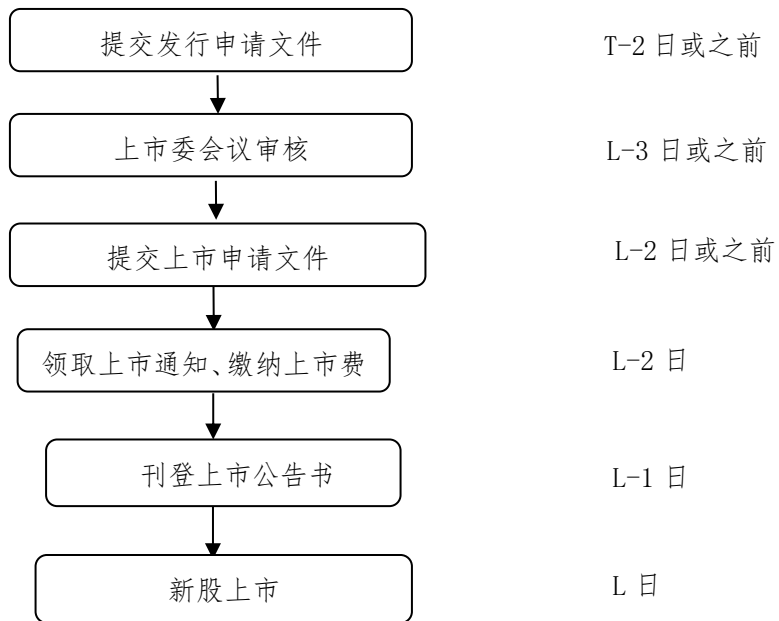 提交发行申请文件 T-2 日或之前
上市委会议审核 L-3 日或之前
提交上市申请文件 L-2 日或之前
领取上市通知、缴纳上市费 L-2 日
刊登上市公告书 L-1 日
新股上市 L 日